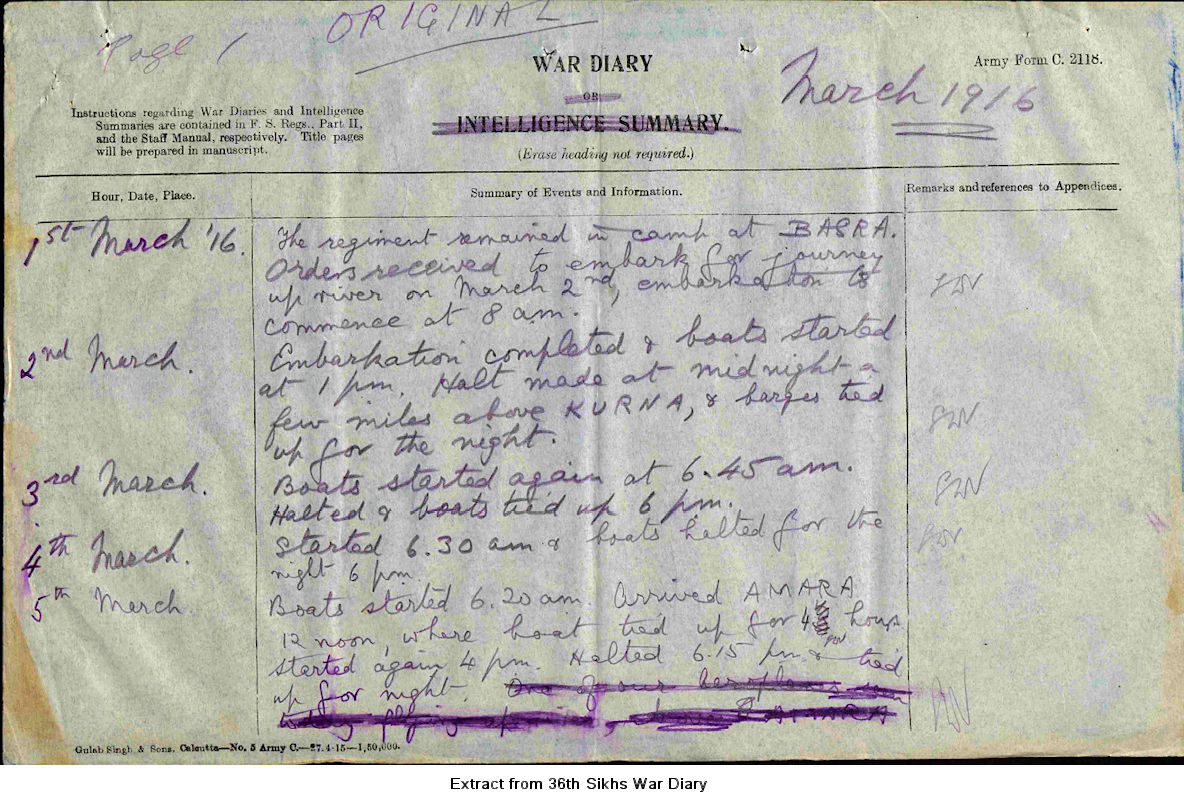 Page 1
ORIGINAL
WAR DIARY
OR
INTELLIGENCE SUMMARY.
(Erase heading not required.)
Army Form C. 2118.
March 1916
Instructions regarding War Diaries and Intelligence
Summaries are contained in F. S. Regs., Part II,
and the Staff Manual, respectively. Title pages
will be prepared in manuscript.
Hour, Date, Place.
Summary of Events and Information.
Remarks and references to Appendices.
1st March '16.
The regiment remained in camp at BASRA.
Orders received to embark for journey
up river on March 2nd, embarkation to
commence at 8 am.
2nd March.
Embarkation completed & boats started
at 1 pm. Halt made at midnight a
few miles above KURNA, & barges tied
up for the night.
3rd March.
Boats started again at 6.45 am.
Halted & boats tied up 6 pm.
4th March.
Started 6.30 am & boats halted for the
night 6 pm.
5th March
Boats started 6.20 am. Arrived AMARA
12 noon, where boat tied up for 4 hours
started again 4 pm. Halted 6.15 pm & tied
up for night. One of our aeroplanes
flying AMARA
Gulab Singh & Sons, Calcutta—No. 5 Army C.—27-4-15—1,50,000.
Extract from 36th Sikhs War Diary